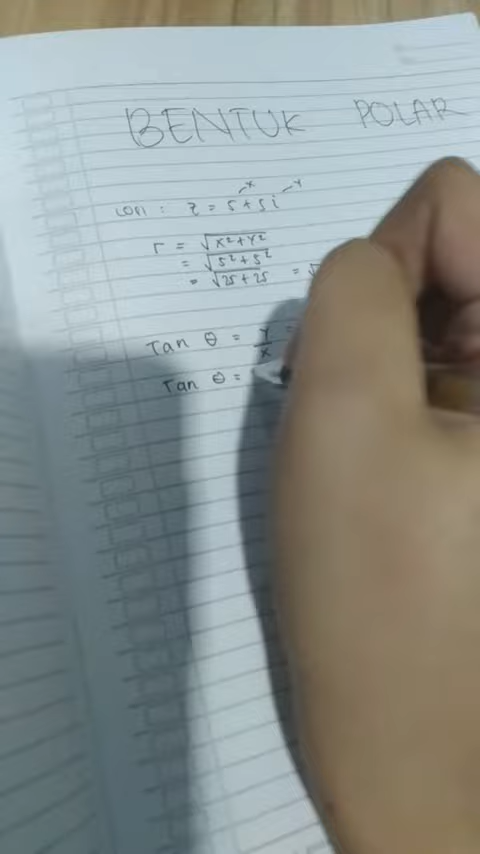 BENTUK POLAR
x y
con : z = 5 + 5i
r = √x²+y²
= √5²+5²
= √25+25 = √
Tan θ = y/x =
Tan θ =